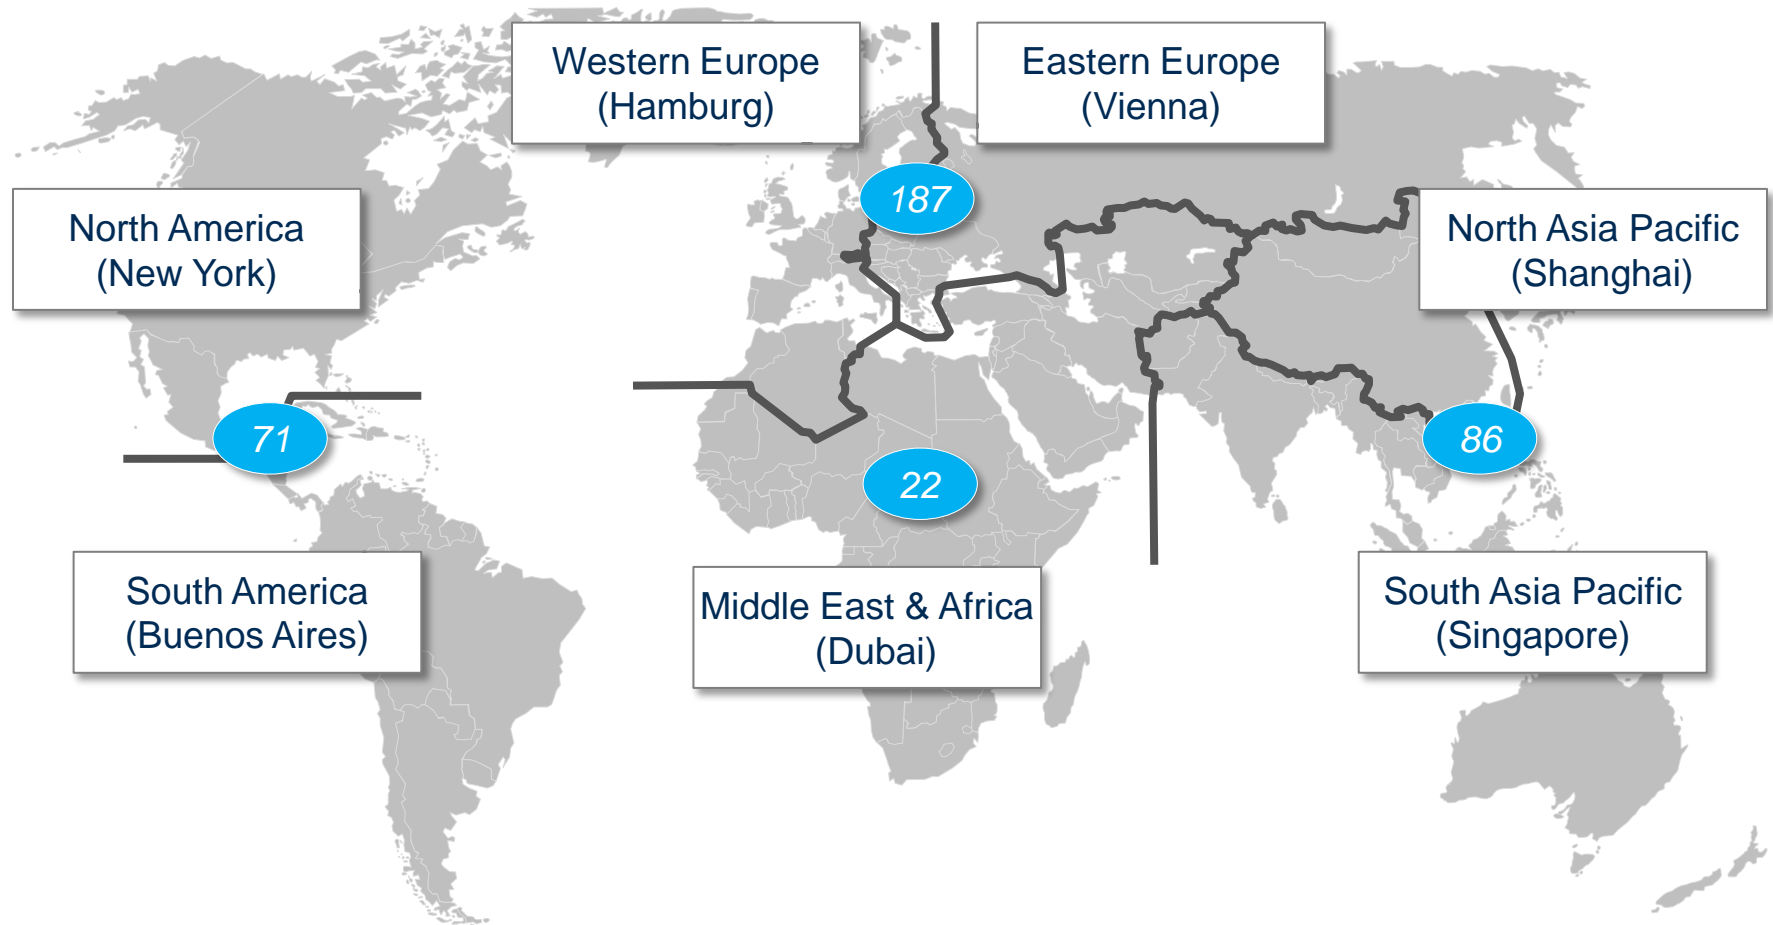 Western Europe
(Hamburg)
Eastern Europe
(Vienna)
187
North America
(New York)
North Asia Pacific
(Shanghai)
71
86
22
South America
(Buenos Aires)
Middle East & Africa
(Dubai)
South Asia Pacific
(Singapore)